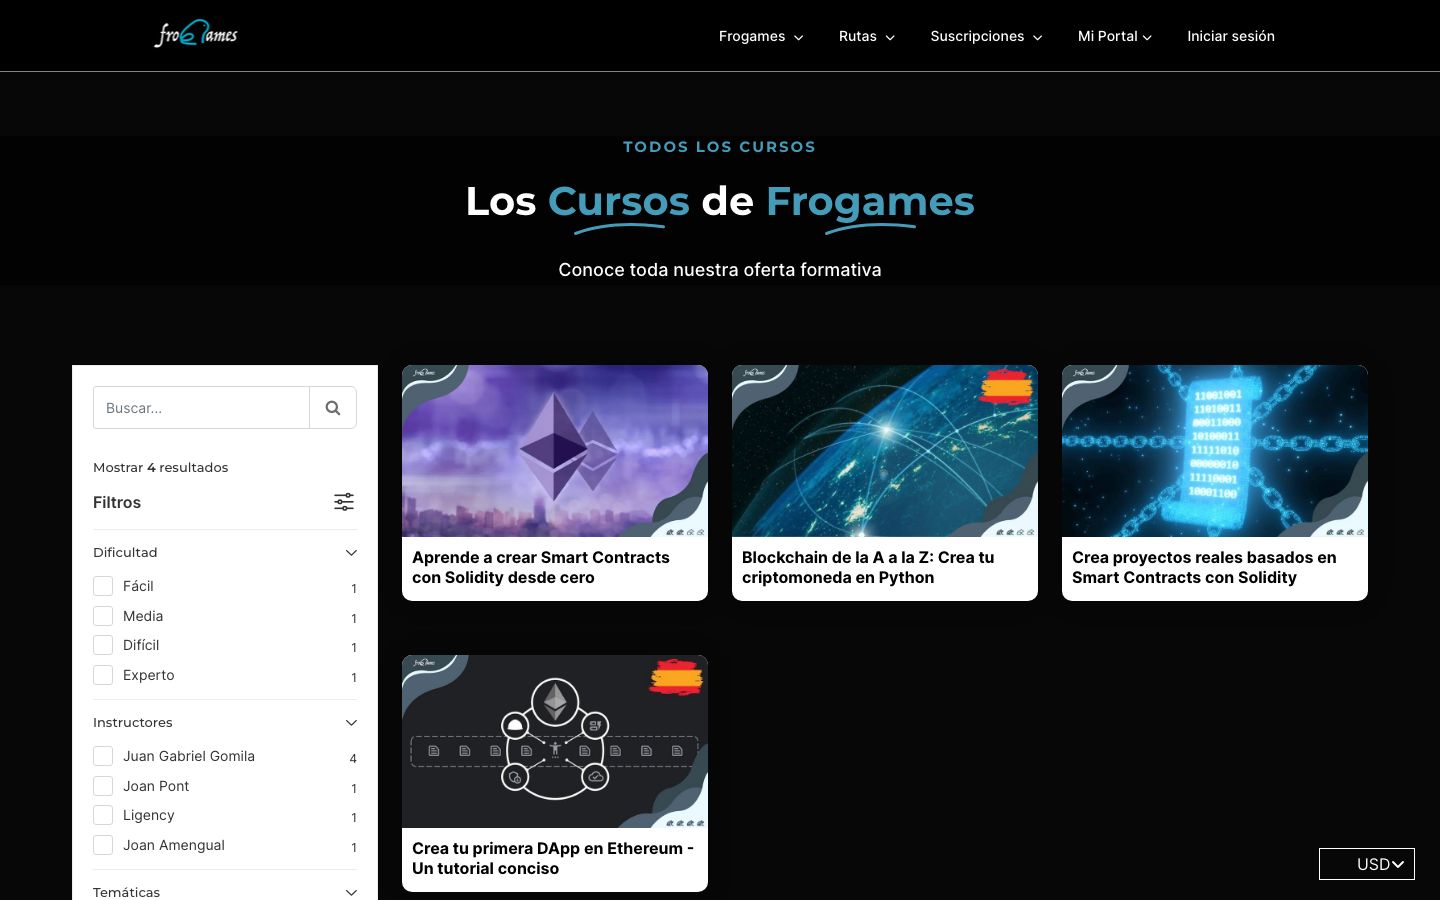 froGames
Frogames
Rutas
Suscripciones
Mi Portal
Iniciar sesión
TODOS LOS CURSOS
Los Cursos de Frogames
Conoce toda nuestra oferta formativa
Buscar...
Mostrar 4 resultados
Filtros
Dificultad
Fácil 1
Media 1
Difícil 1
Experto 1
Instructores
Juan Gabriel Gomila 4
Joan Pont 1
Ligency 1
Joan Amengual 1
Temáticas
Aprende a crear Smart Contracts
con Solidity desde cero
Blockchain de la A a la Z: Crea tu
criptomoneda en Python
11001001
11010011
00011000
10100011
11111010
00000010
11110001
10001100
Crea proyectos reales basados en
Smart Contracts con Solidity
Crea tu primera DApp en Ethereum -
Un tutorial conciso
USD